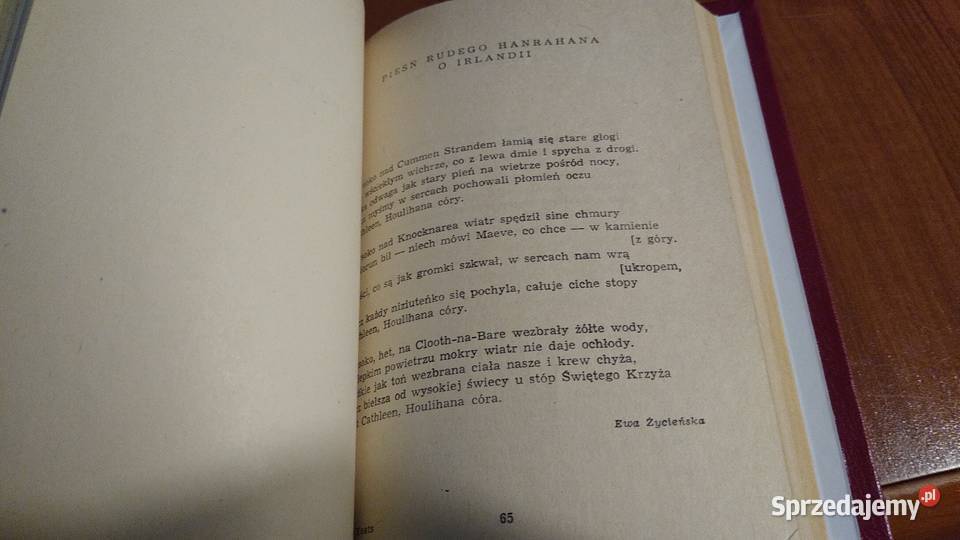 PIEŚŃ RUDEGO HANRAHANA
O IRLANDII
nad Cummen Strandem łamią się stare głogi
wściekłym wichrze, co z lewa dmie i spycha z drogi.
odwaga jak stary pień na wietrze pośród nocy,
myśmy w sercach pochowali płomień oczu
Houlihana córy.
nad Knocknarea wiatr spędził sine chmury
bił — niech mówi Maeve, co chce — w kamienie
[z góry.
co są jak gromki szkwał, w sercach nam wrą
[ukropem,
każdy niziuteńko się pochyla, całuje ciche stopy
Houlihana córy.
het, na Clooth-na-Bare wezbrały żółte wody,
powietrzu mokry wiatr nie daje ochłody.
jak toń wezbrana ciała nasze i krew chyża,
bielsza od wysokiej świecy u stóp Świętego Krzyża
Cathleen, Houlihana córa.
Ewa Życieńska
65
Yeats
Sprzedajemy.pl